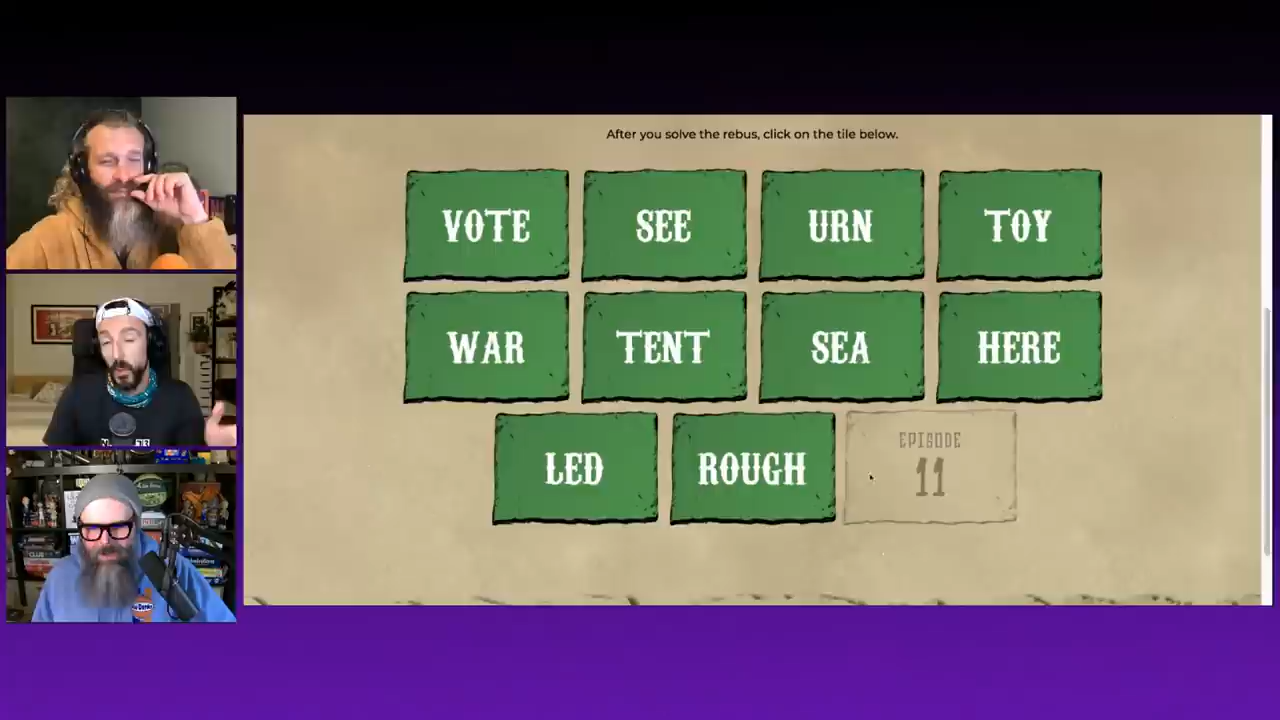 After you solve the rebus, click on the tile below.
VOTE
SEE
URN
TOY
WAR
TENT
SEA
HERE
LED
ROUGH
EPISODE
11